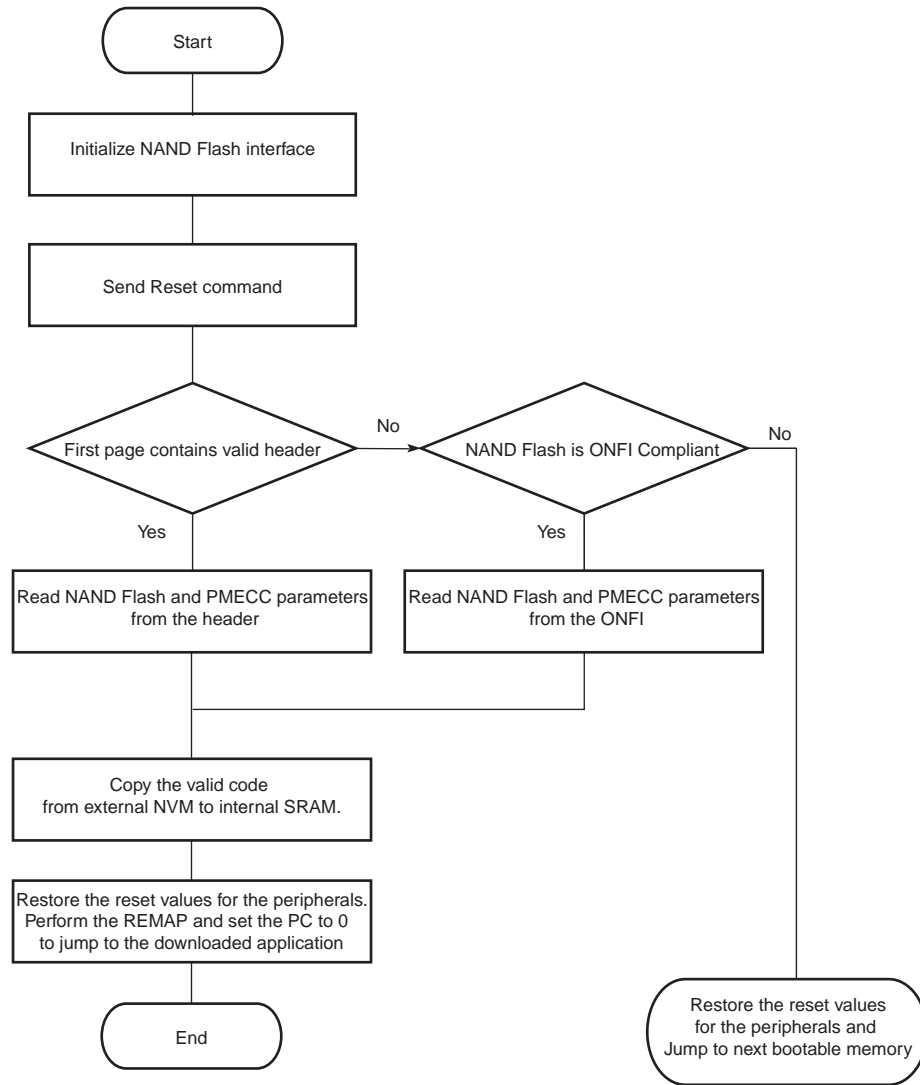 Start
Initialize NAND Flash interface
Send Reset command
First page contains valid header
No
NAND Flash is ONFI Compliant
No
Yes
Yes
Read NAND Flash and PMECC parameters
from the header
Read NAND Flash and PMECC parameters
from the ONFI
Copy the valid code
from external NVM to internal SRAM.
Restore the reset values for the peripherals.
Perform the REMAP and set the PC to 0
to jump to the downloaded application
End
Restore the reset values
for the peripherals and
Jump to next bootable memory